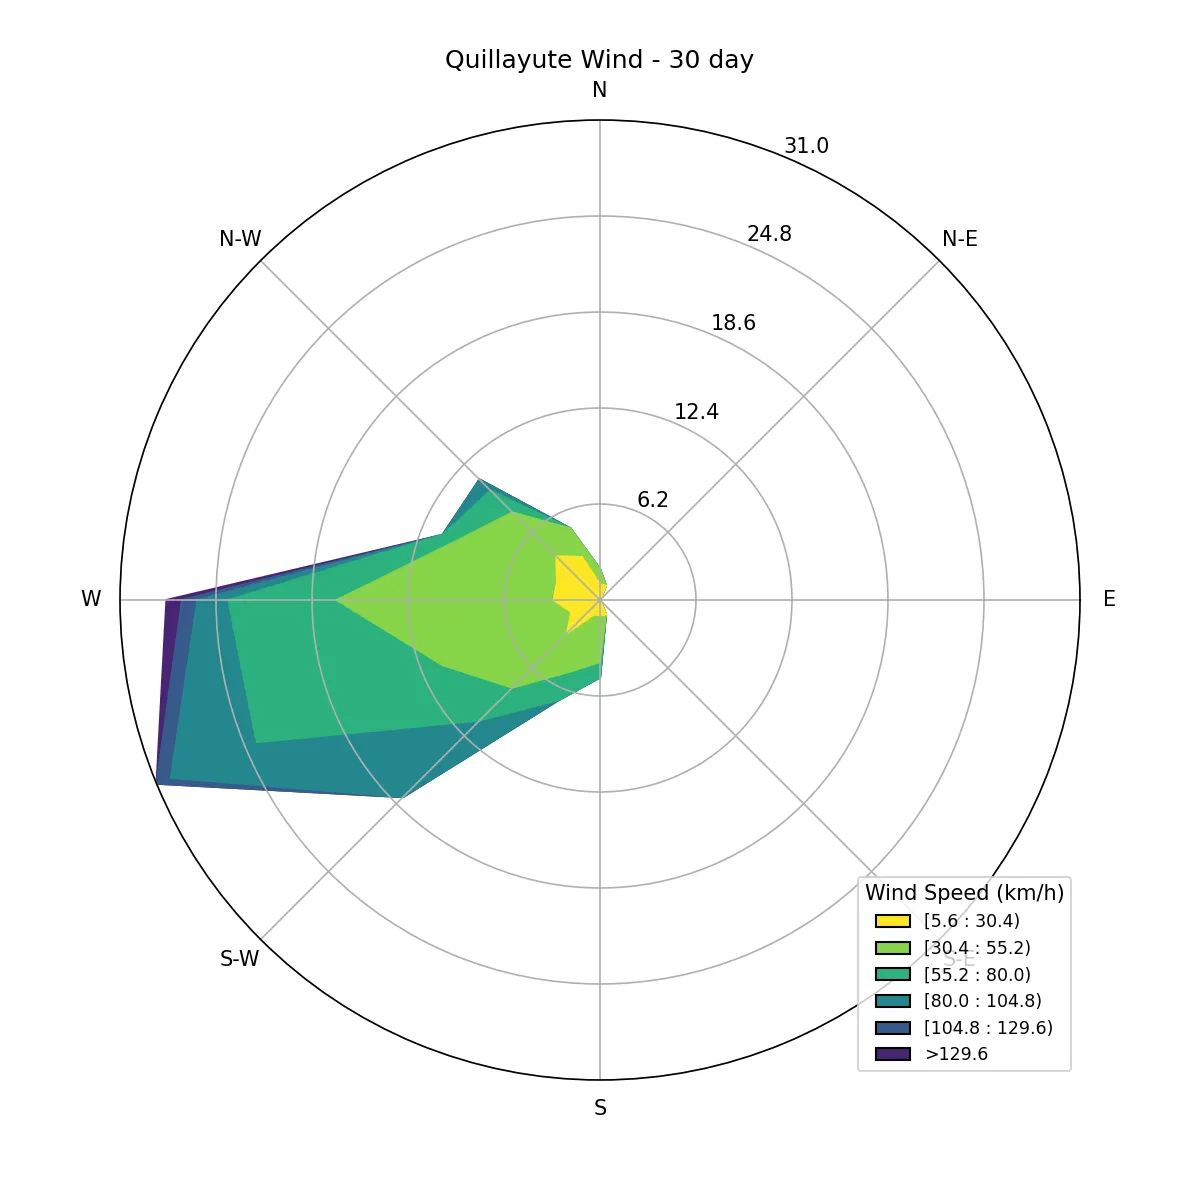 Quillayute Wind - 30 day
N
31.0
N-W
24.8
N-E
18.6
12.4
6.2
W
E
S-W
S-E
Wind Speed (km/h)
[5.6 : 30.4)
[30.4 : 55.2)
[55.2 : 80.0)
[80.0 : 104.8)
[104.8 : 129.6)
>129.6
S